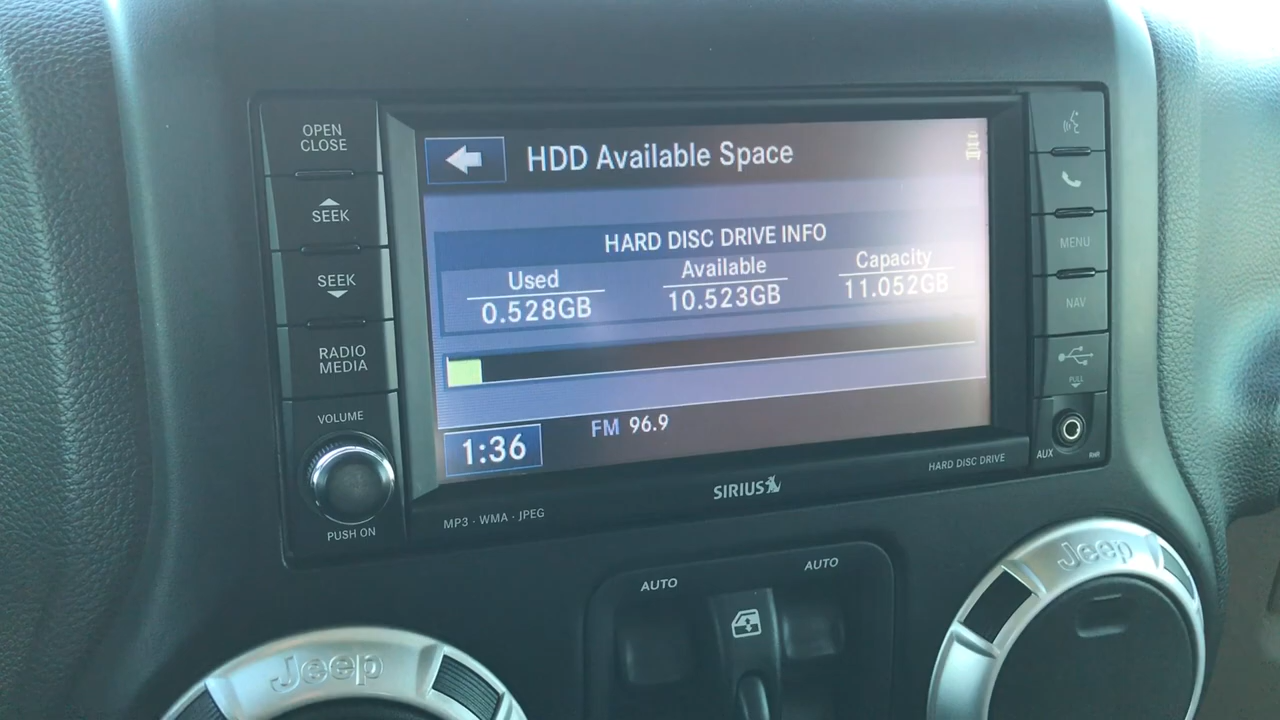 OPEN
CLOSE
SEEK
SEEK
RADIO
MEDIA
VOLUME
PUSH ON
HDD Available Space
HARD DISC DRIVE INFO
Used Available Capacity
0.528GB 10.523GB 11.052GB
1:36 FM 96.9
MENU
NAV
PULL
AUX
MP3 · WMA · JPEG
SIRIUS
HARD DISC DRIVE
AUTO AUTO
Jeep
Jeep